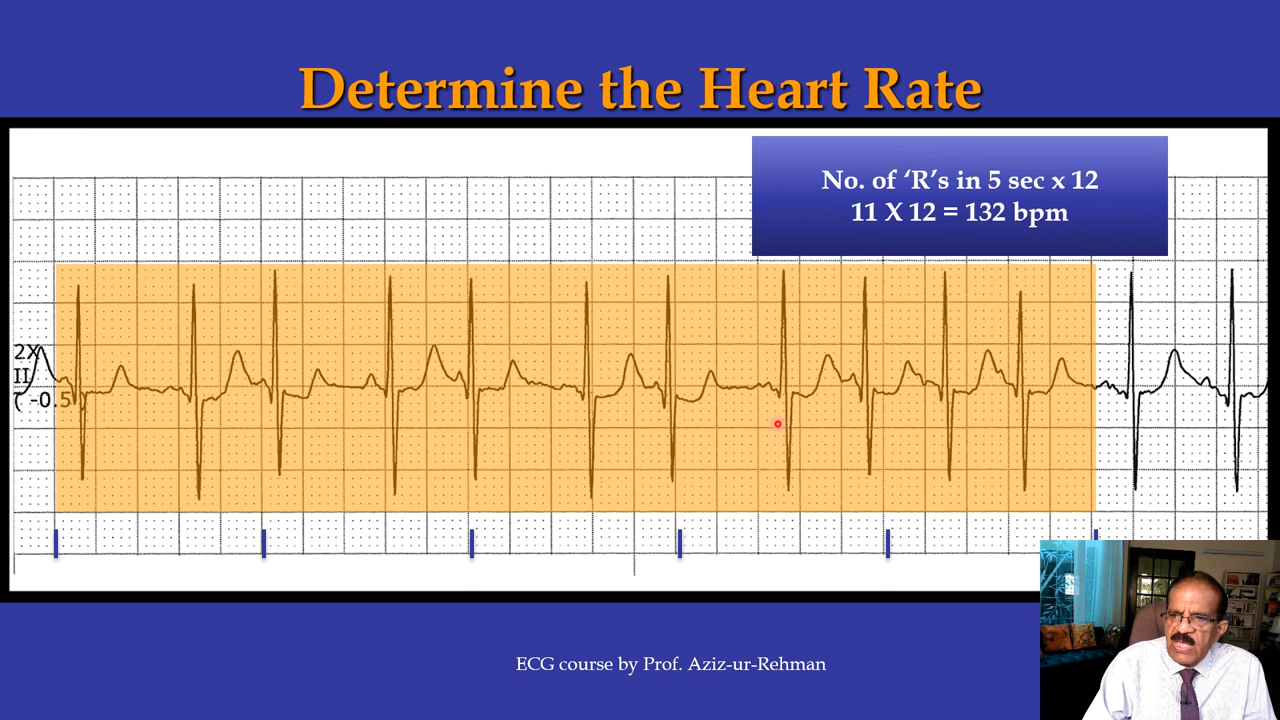 Determine the Heart Rate
No. of ‘R’s in 5 sec x 12
11 X 12 = 132 bpm
2X
II
( -0.5
ECG course by Prof. Aziz-ur-Rehman